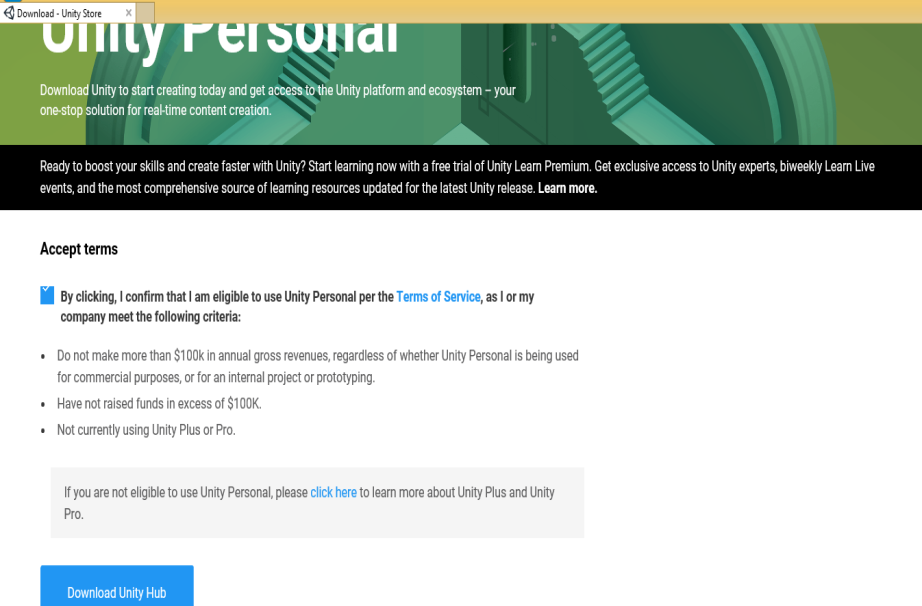 Download - Unity Store x
Unity Personal
Download Unity to start creating today and get access to the Unity platform and ecosystem – your
one-stop solution for real-time content creation.
Ready to boost your skills and create faster with Unity? Start learning now with a free trial of Unity Learn Premium. Get exclusive access to Unity experts, biweekly Learn Live
events, and the most comprehensive source of learning resources updated for the latest Unity release. Learn more.
Accept terms
By clicking, I confirm that I am eligible to use Unity Personal per the Terms of Service, as I or my
company meet the following criteria:
• Do not make more than $100k in annual gross revenues, regardless of whether Unity Personal is being used
for commercial purposes, or for an internal project or prototyping.
• Have not raised funds in excess of $100K.
• Not currently using Unity Plus or Pro.
If you are not eligible to use Unity Personal, please click here to learn more about Unity Plus and Unity
Pro.
Download Unity Hub